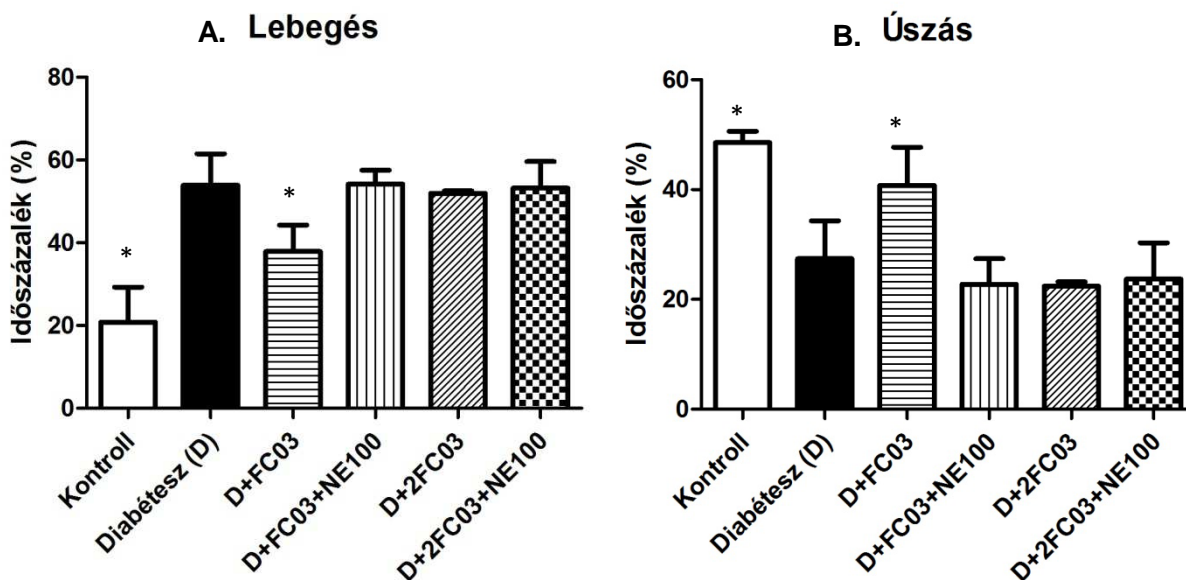 A. Lebegés
Időszázalék (%)
80
60
40
20
0
*
*
Kontroll
Diabétesz (D)
D+FC03
D+FC03+NE100
D+2FC03
D+2FC03+NE100
B. Úszás
Időszázalék (%)
60
40
20
0
*
*
Kontroll
Diabétesz (D)
D+FC03
D+FC03+NE100
D+2FC03
D+2FC03+NE100